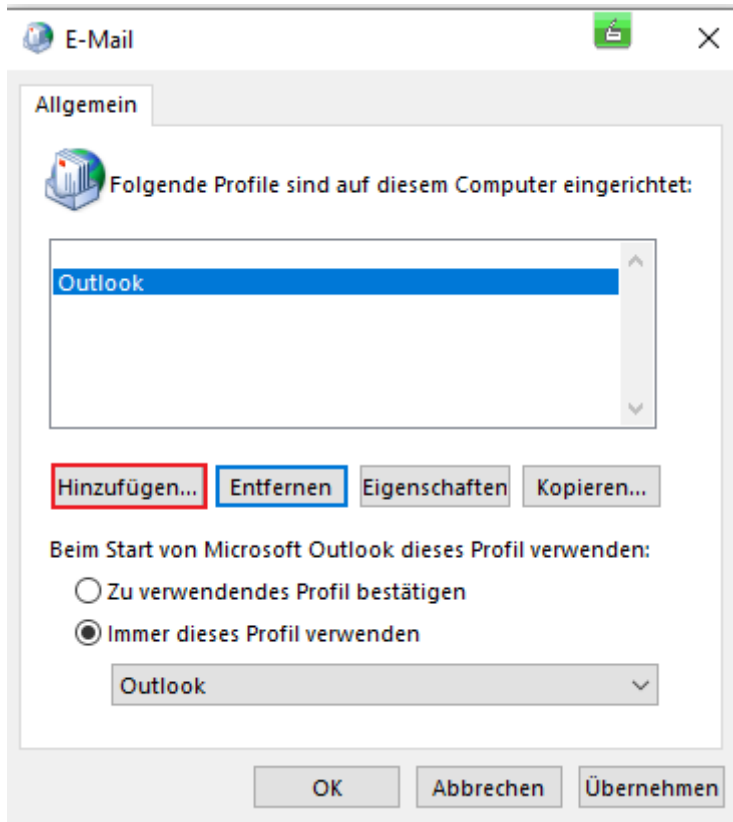 E-Mail
Allgemein
Folgende Profile sind auf diesem Computer eingerichtet:
Outlook
Hinzufügen... Entfernen Eigenschaften Kopieren...
Beim Start von Microsoft Outlook dieses Profil verwenden:
Zu verwendendes Profil bestätigen
Immer dieses Profil verwenden
Outlook
OK Abbrechen Übernehmen